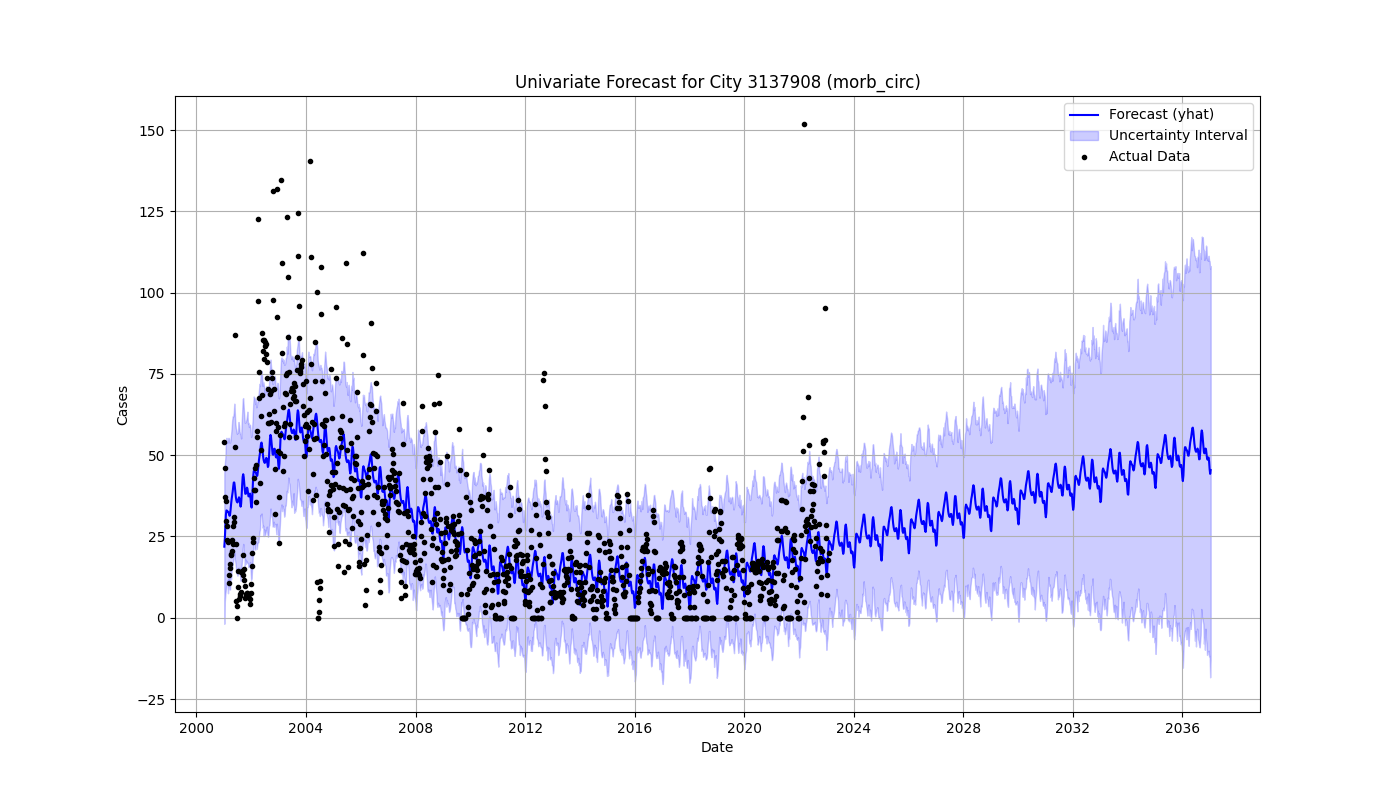 Univariate Forecast for City 3137908 (morb_circ)
Forecast (yhat)
Uncertainty Interval
Actual Data
Cases
150
125
100
75
50
25
0
−25
2000 2004 2008 2012 2016 2020 2024 2028 2032 2036
Date